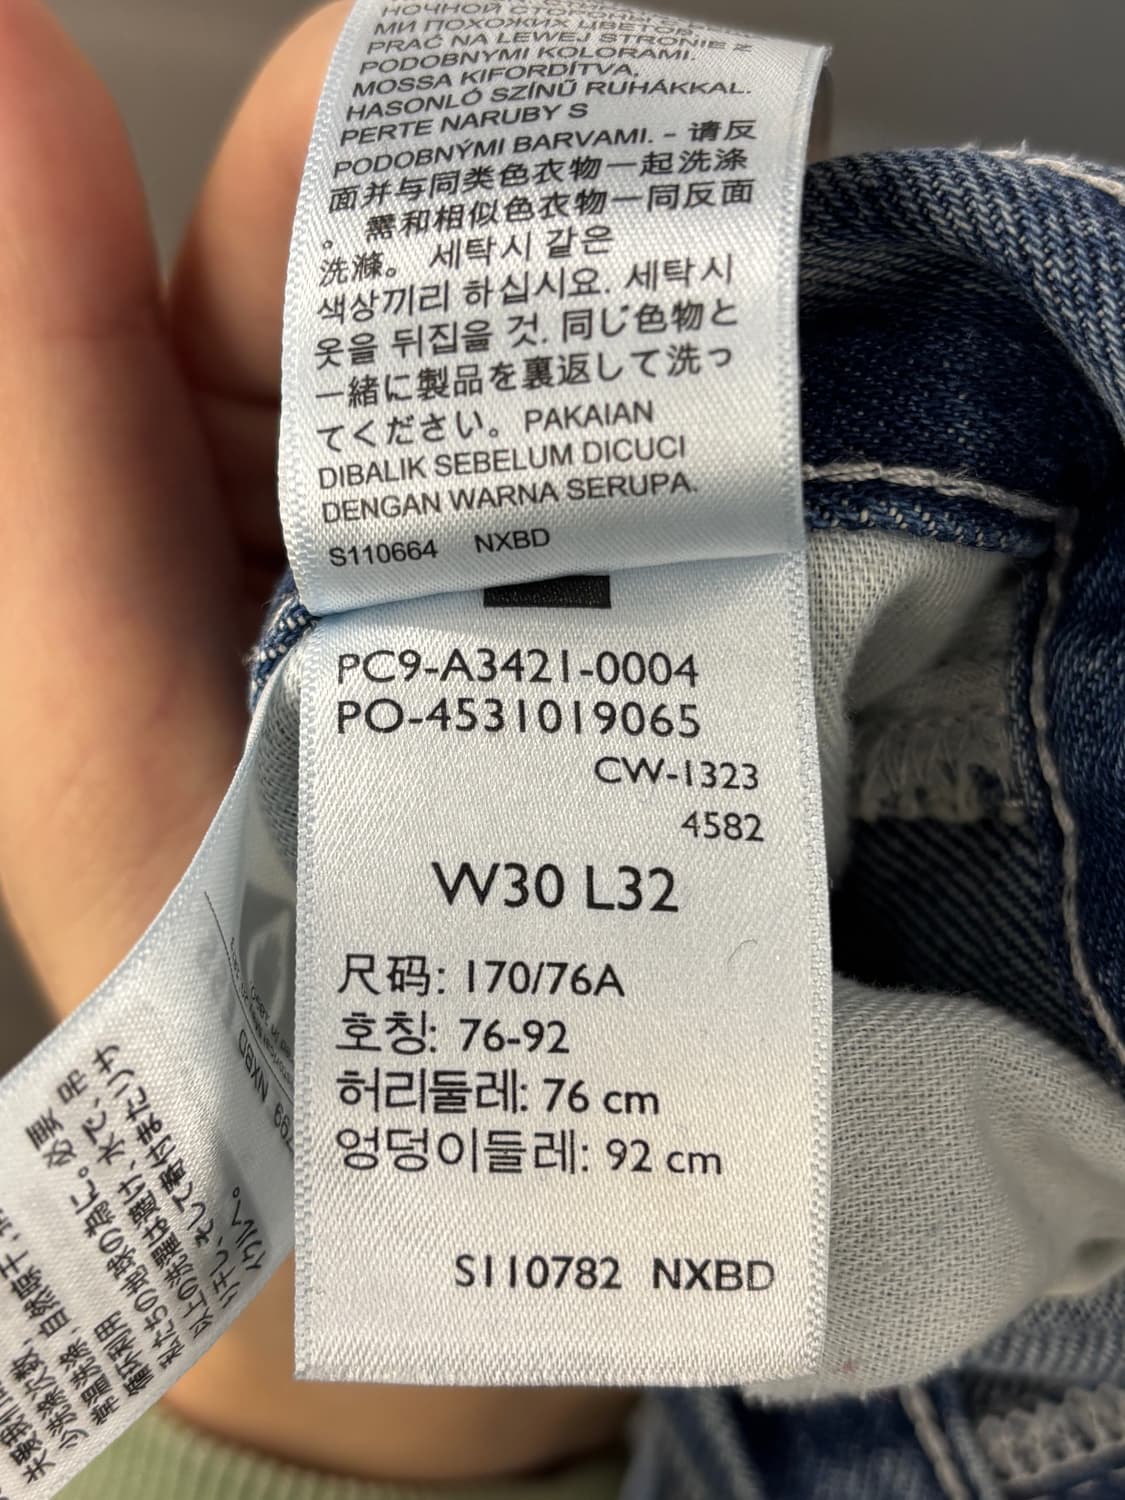 НОЧНОЙ СТОРОНЫ
МИ ПОХОЖИХ ЦВЕТОВ.
PRAĆ NA LEWEJ STRONIE Z
PODOBNYMI KOLORAMI.
MOSSA KIFORDÍTVA,
HASONLÓ SZÍNŰ RUHÁKKAL.
PERTE NARUBY S
PODOBNÝMI BARVAMI. - 请反
面并与同类色衣物一起洗涤
。 需和相似色衣物一同反面
洗滌。 세탁시 같은
색상끼리 하십시요. 세탁시
옷을 뒤집을 것. 同じ色物と
一緒に製品を裏返して洗っ
てください。 PAKAIAN
DIBALIK SEBELUM DICUCI
DENGAN WARNA SERUPA.
S110664 NXBD
PC9-A3421-0004
PO-4531019065
CW-1323
4582
W30 L32
尺码: 170/76A
호칭: 76-92
허리둘레: 76 cm
엉덩이둘레: 92 cm
S110782 NXBD
NXBD